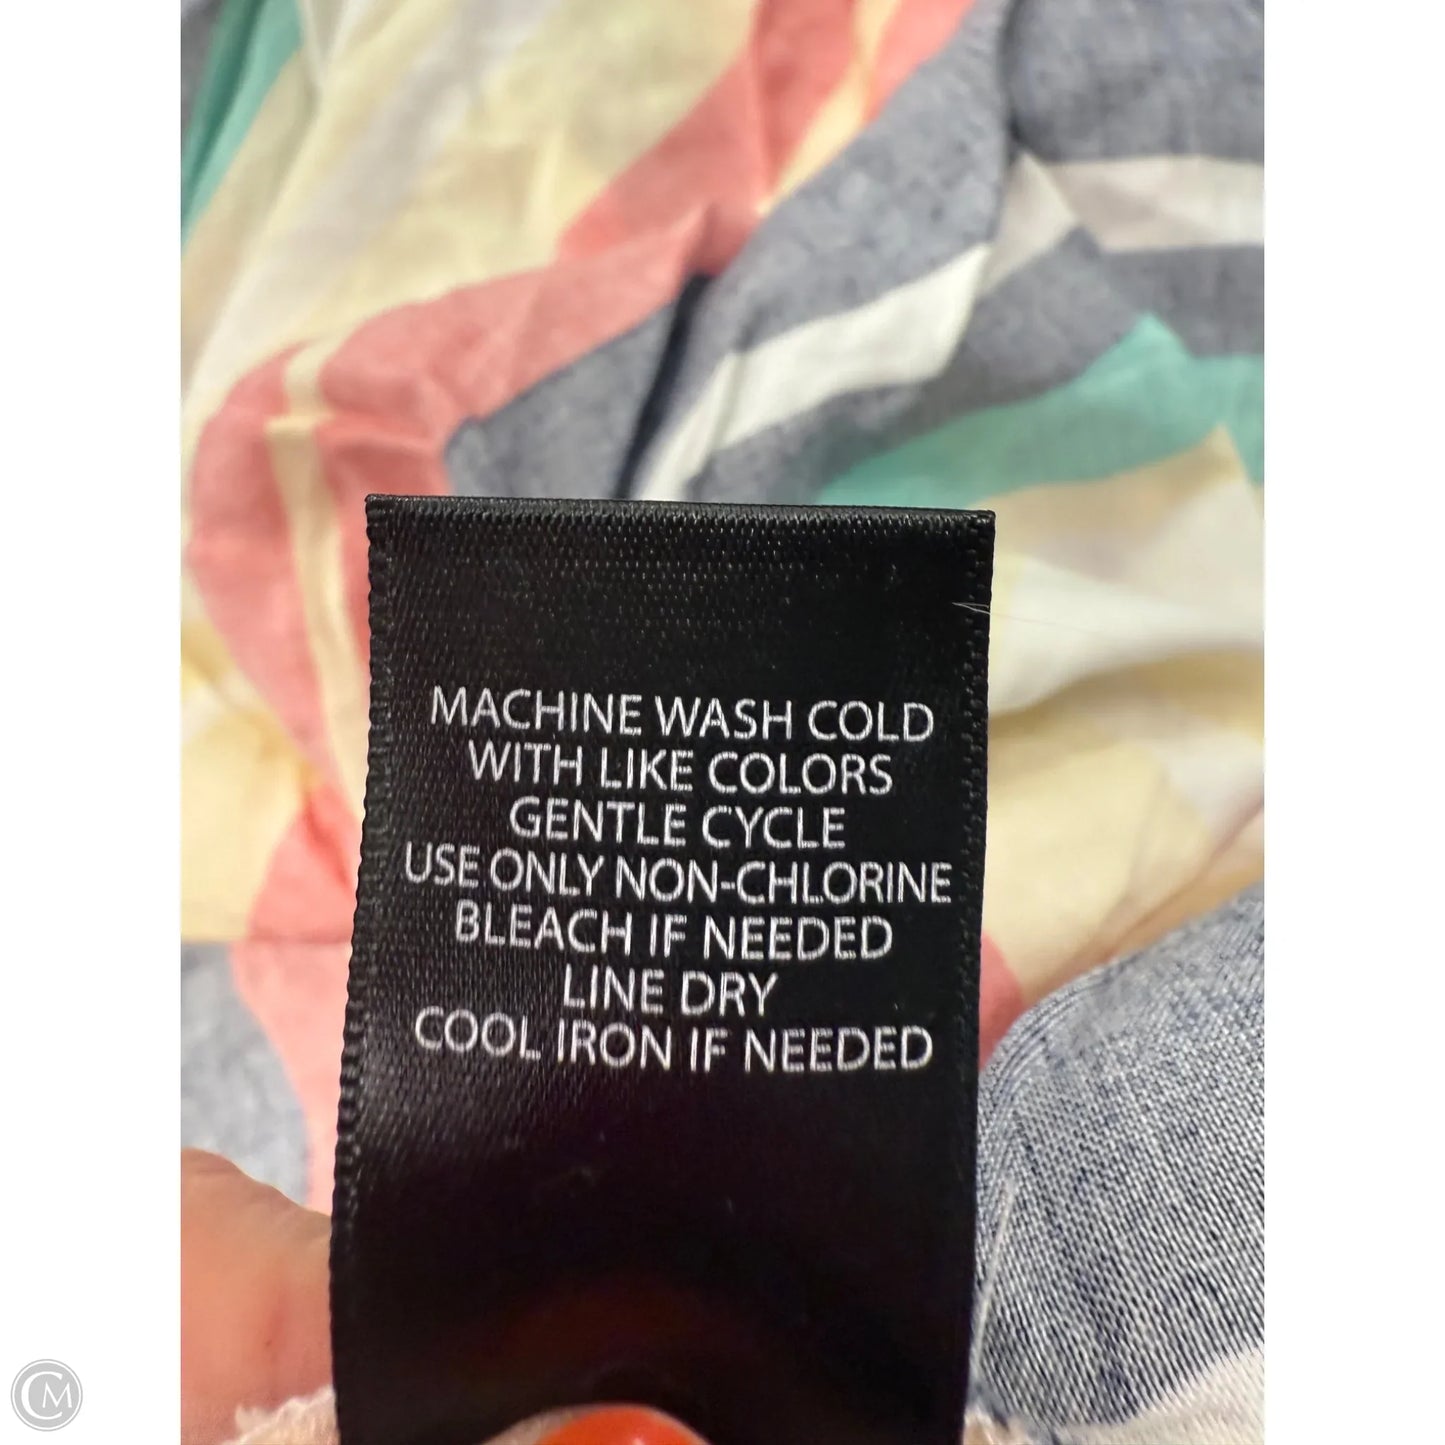 MACHINE WASH COLD
WITH LIKE COLORS
GENTLE CYCLE
USE ONLY NON-CHLORINE
BLEACH IF NEEDED
LINE DRY
COOL IRON IF NEEDED
CM